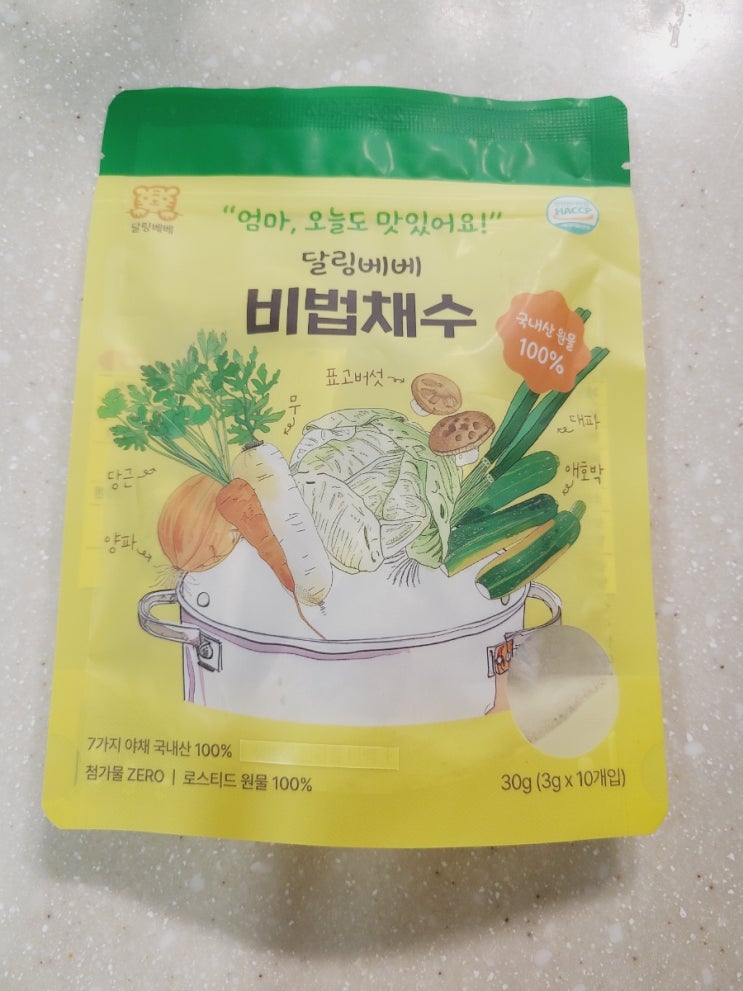 달링베베
"엄마, 오늘도 맛있어요!"
HACCP
달링베베
비법채수
국내산 원물
100%
표고버섯
무
대파
당근
애호박
양파
7가지 야채 국내산 100%
첨가물 ZERO | 로스티드 원물 100%
30g (3g x 10개입)